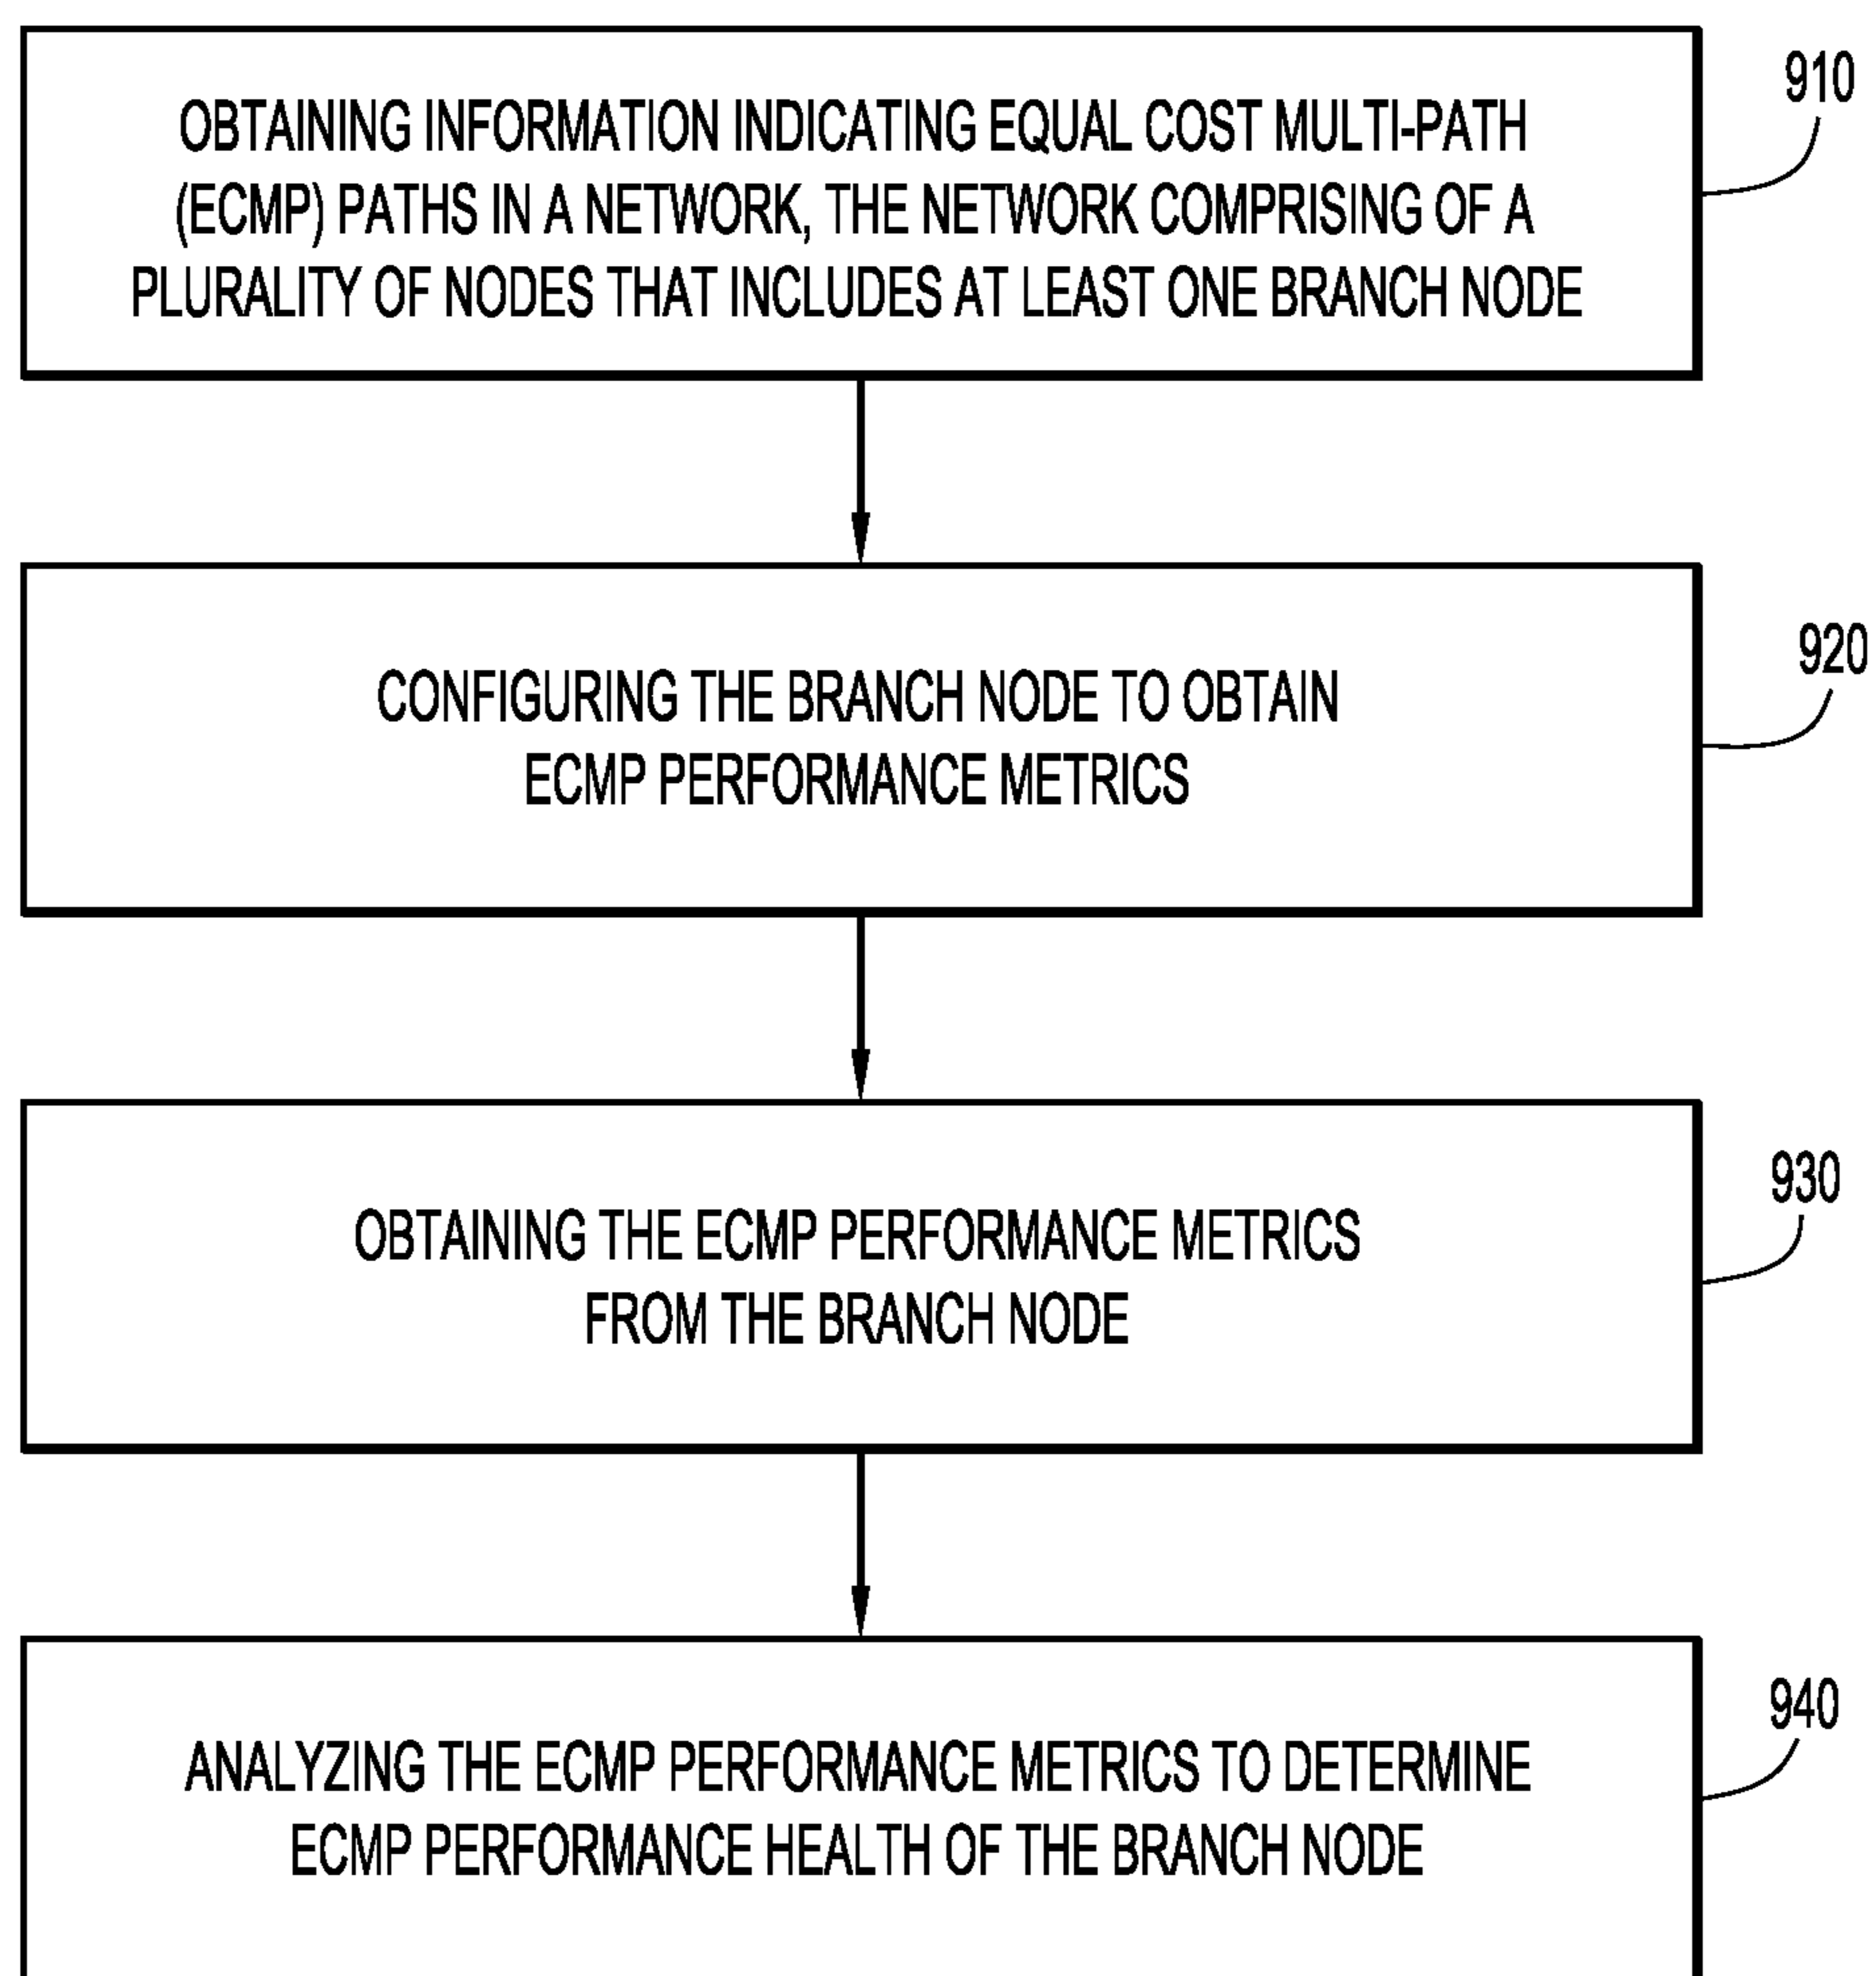 OBTAINING INFORMATION INDICATING EQUAL COST MULTI-PATH
(ECMP) PATHS IN A NETWORK, THE NETWORK COMPRISING OF A
PLURALITY OF NODES THAT INCLUDES AT LEAST ONE BRANCH NODE
910
CONFIGURING THE BRANCH NODE TO OBTAIN
ECMP PERFORMANCE METRICS
920
OBTAINING THE ECMP PERFORMANCE METRICS
FROM THE BRANCH NODE
930
ANALYZING THE ECMP PERFORMANCE METRICS TO DETERMINE
ECMP PERFORMANCE HEALTH OF THE BRANCH NODE
940